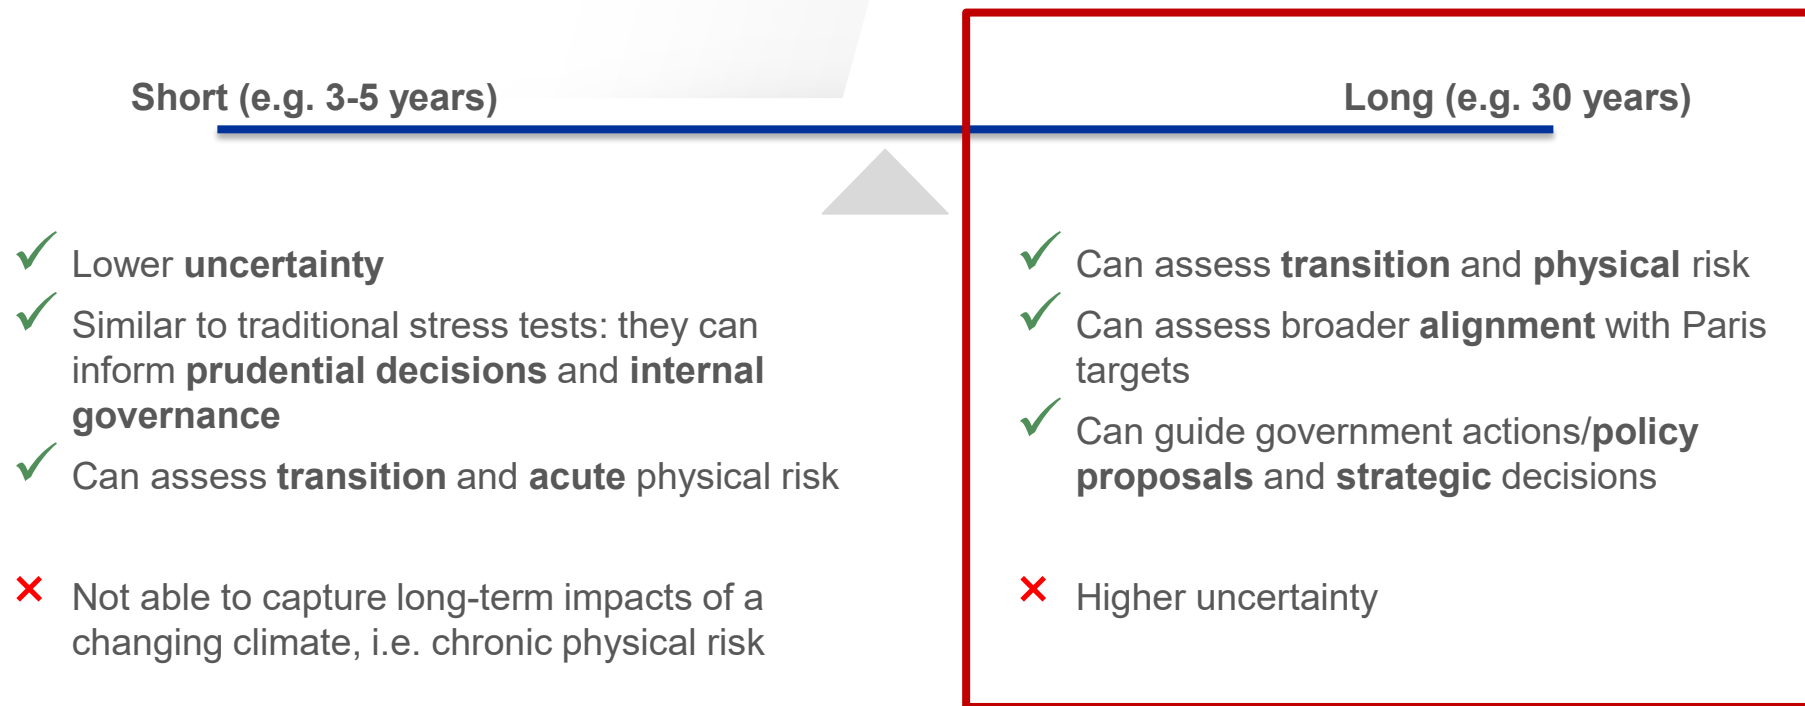 Short (e.g. 3-5 years)
Lower uncertainty
Similar to traditional stress tests: they can
inform prudential decisions and internal
governance
Can assess transition and acute physical risk
Not able to capture long-term impacts of a
changing climate, i.e. chronic physical risk
Long (e.g. 30 years)
Can assess transition and physical risk
Can assess broader alignment with Paris
targets
Can guide government actions/policy
proposals and strategic decisions
Higher uncertainty